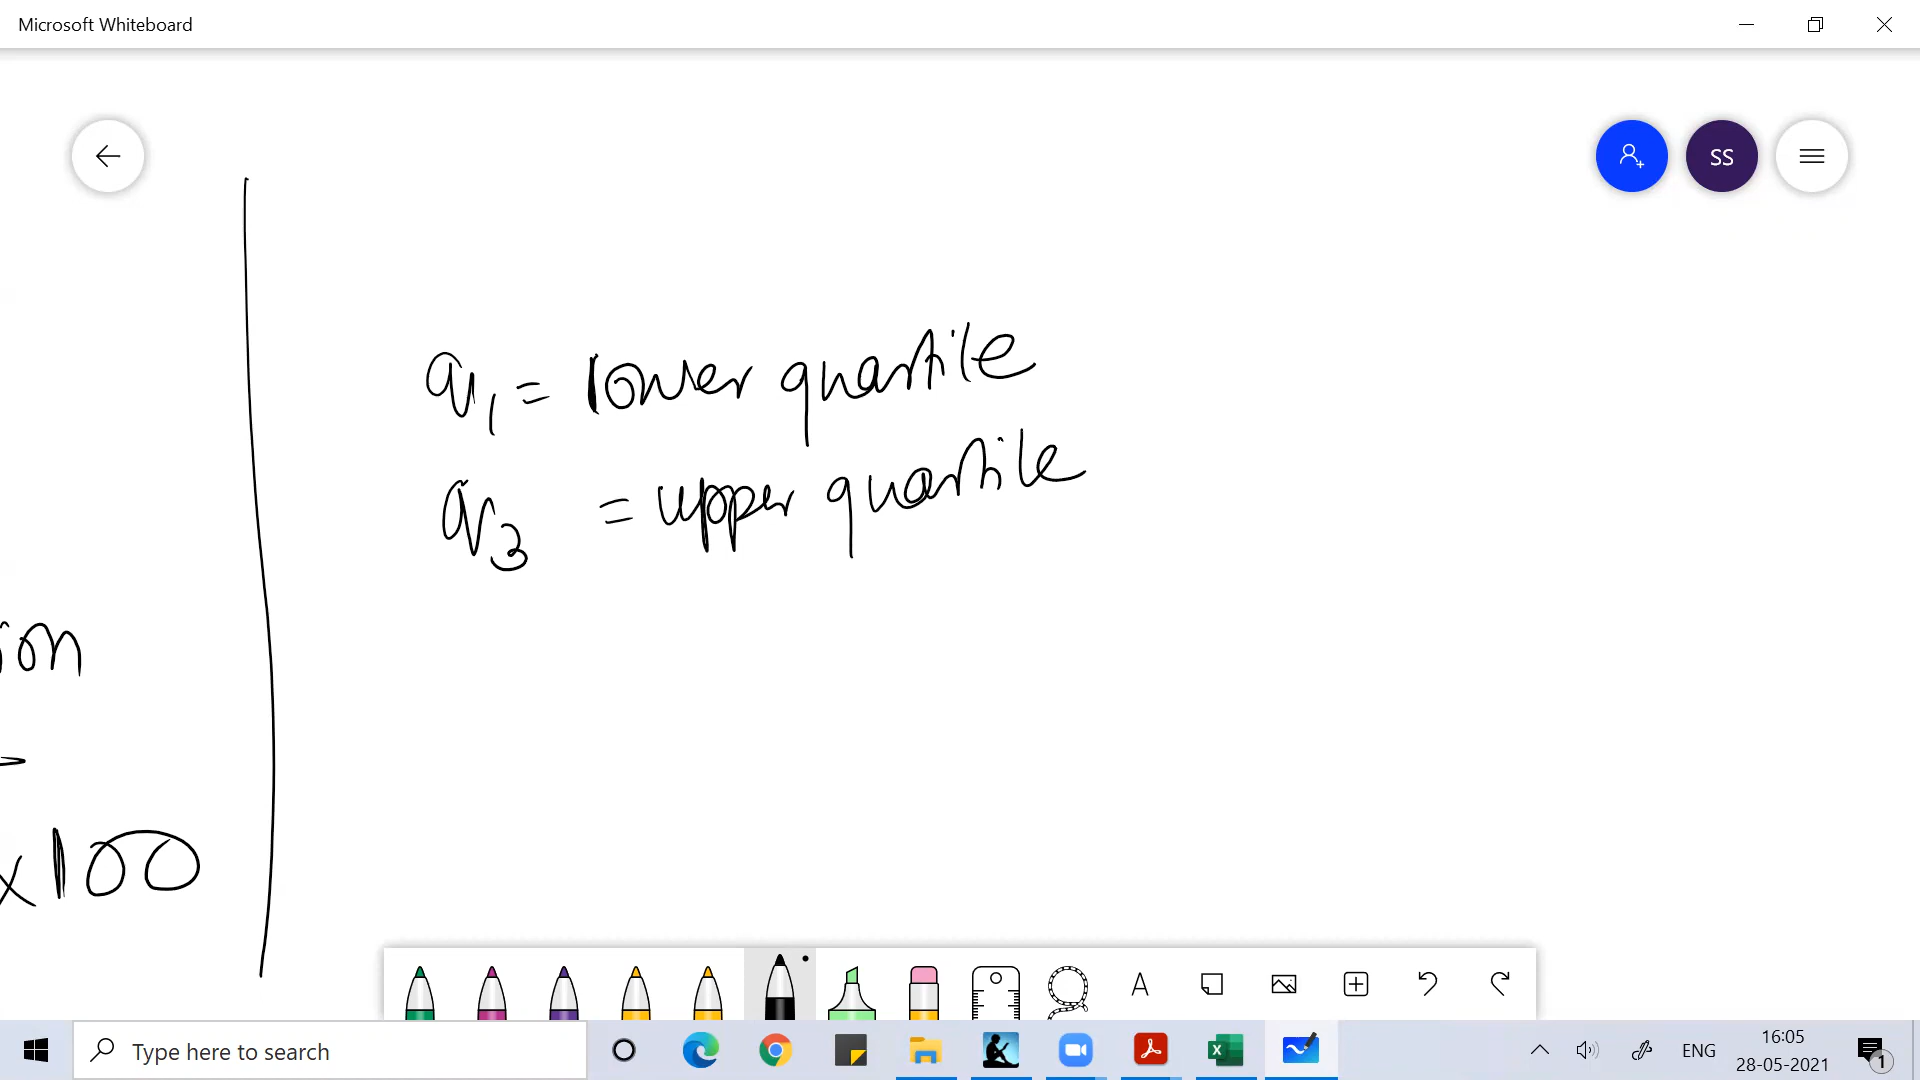 Microsoft Whiteboard
SS
Q1 = lower quartile
Q3 = upper quartile
ion
x100
A
Type here to search
ENG
16:05
28-05-2021
1